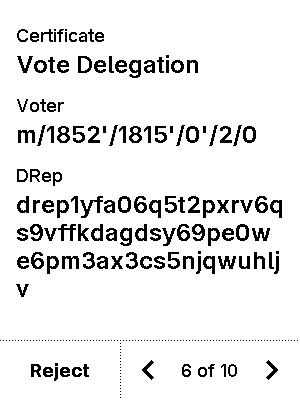 Certificate
Vote Delegation
Voter
m/1852'/1815'/0'/2/0
DRep
drep1yfa06q5t2pxrv6q
s9vffkdagdsy69pe0w
e6pm3ax3cs5njqwuhlj
v
Reject
6 of 10